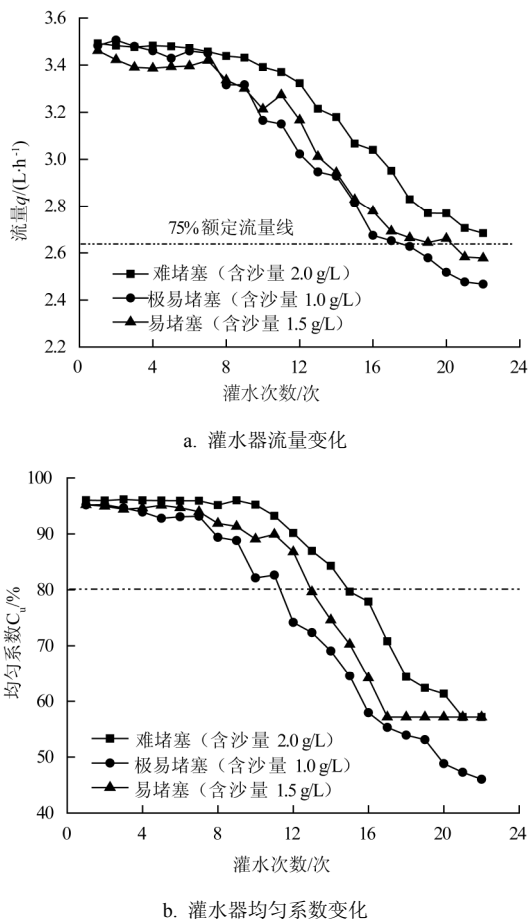 3.6
3.4
3.2
3.0
2.8
2.6
2.4
2.2
流量q/(L·h⁻¹)
75%额定流量线
难堵塞（含沙量 2.0 g/L）
极易堵塞（含沙量 1.0 g/L）
易堵塞（含沙量 1.5 g/L）
0 4 8 12 16 20 24
灌水次数/次
a. 灌水器流量变化
100
90
80
70
60
50
40
均匀系数Cu/%
难堵塞（含沙量 2.0 g/L）
极易堵塞（含沙量 1.0 g/L）
易堵塞（含沙量 1.5 g/L）
0 4 8 12 16 20 24
灌水次数/次
b. 灌水器均匀系数变化